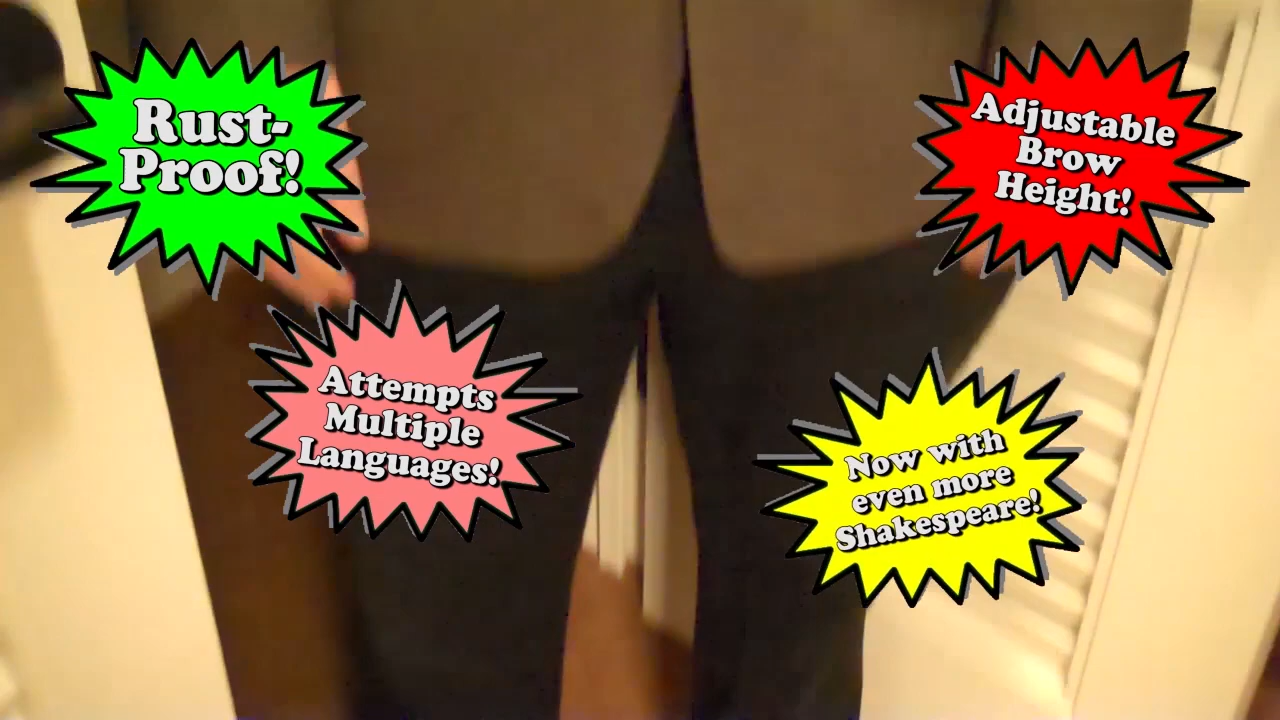 Rust-
Proof!
Adjustable
Brow
Height!
Attempts
Multiple
Languages!
Now with
even more
Shakespeare!